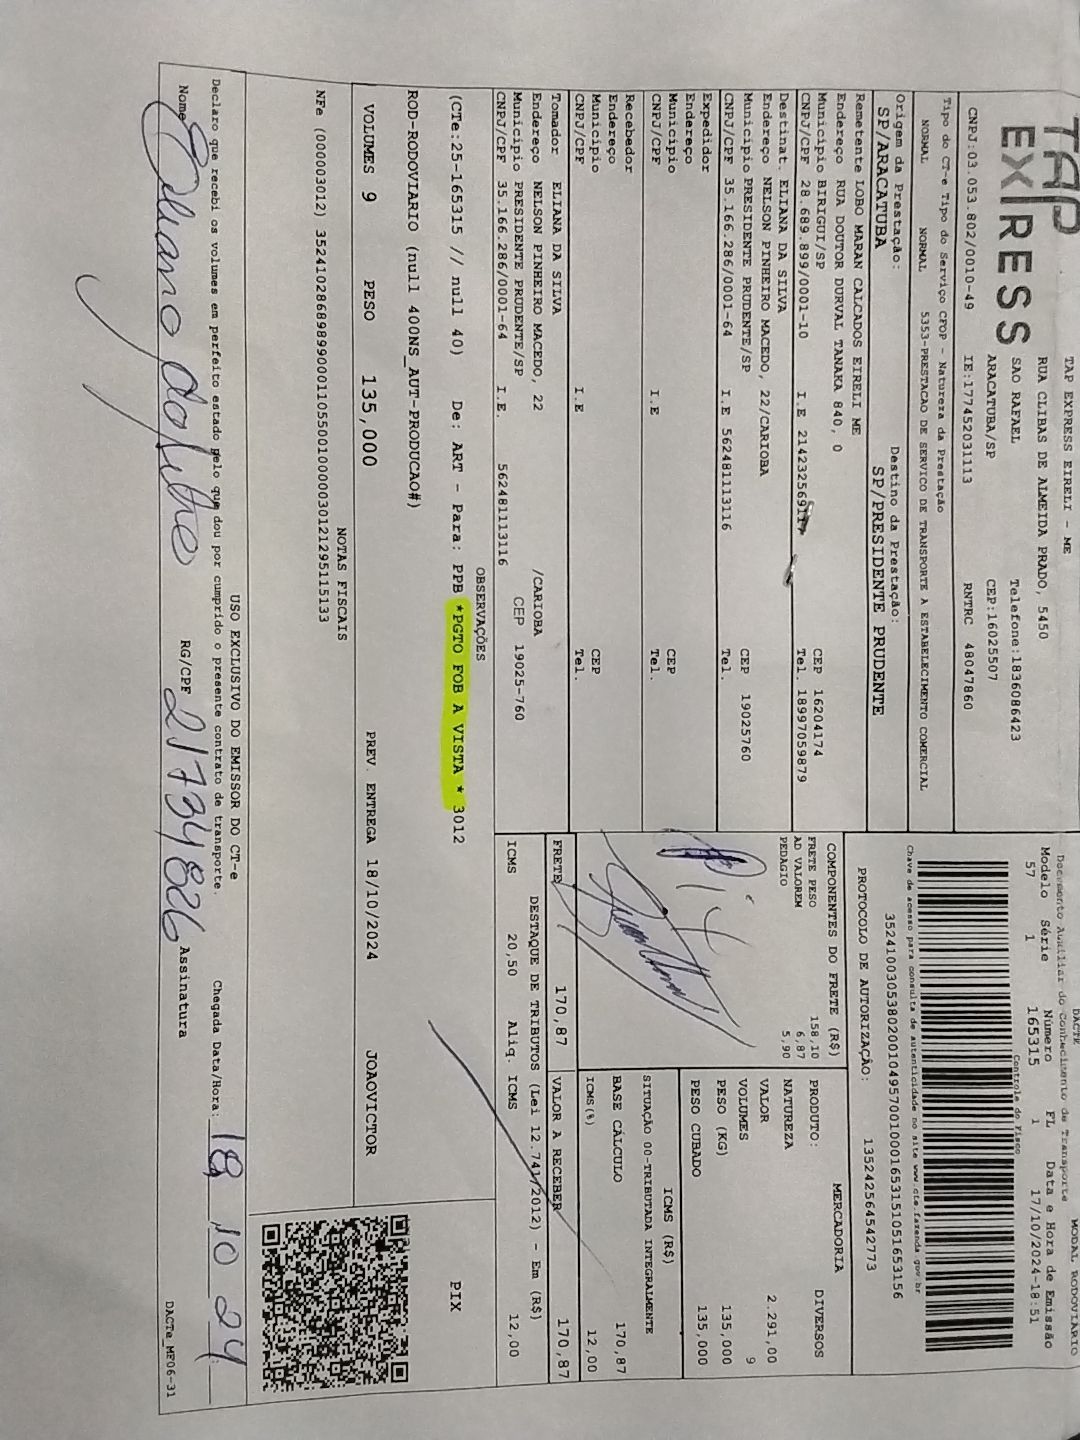 TAP
EXPRESS
TAP EXPRESS EIRELI - ME
RUA CLIBAS DE ALMEIDA PRADO, 5450
SAO RAFAEL Telefone:1836086423
ARACATUBA/SP CEP:16025507
CNPJ:03.053.802/0010-49 IE:177452031113 RNTRC 48047860
Tipo do CT-e Tipo do Serviço CFOP - Natureza da Prestação
NORMAL NORMAL 5353-PRESTACAO DE SERVICO DE TRANSPORTE A ESTABELECIMENTO COMERCIAL
Origem da Prestação: Destino da Prestação:
SP/ARACATUBA SP/PRESIDENTE PRUDENTE
Remetente LOBO MARAN CALCADOS EIRELI ME
Endereço RUA DOUTOR DURVAL TANAKA 840, 0
Município BIRIGUI/SP CEP 16204174
CNPJ/CPF 28.689.899/0001-10 I.E 214232569117 Tel. 18997059879
Destinat. ELIANA DA SILVA
Endereço NELSON PINHEIRO MACEDO, 22/CARIOBA
Município PRESIDENTE PRUDENTE/SP CEP 19025760
CNPJ/CPF 35.166.286/0001-64 I.E 562481113116 Tel.
Expedidor
Endereço
Município CEP
CNPJ/CPF I.E Tel.
Recebedor
Endereço
Município CEP
CNPJ/CPF I.E Tel.
Tomador ELIANA DA SILVA
Endereço NELSON PINHEIRO MACEDO, 22 /CARIOBA
Município PRESIDENTE PRUDENTE/SP CEP 19025-760
CNPJ/CPF 35.166.286/0001-64 I.E. 562481113116
DACTE MODAL RODOVIARIO
Documento Auxiliar do Conhecimento de Transporte
Modelo Série Número FL Data e Hora de Emissão
57 1 165315 1 17/10/2024-18:51
Controle do Fisco
Chave de acesso para consulta de autenticidade no site www.cte.fazenda.gov.br
35241003053802001049570010001653151051653156
PROTOCOLO DE AUTORIZAÇÃO: 135242564542773
COMPONENTES DO FRETE (R$)
FRETE PESO 158,10
AD VALOREM 6,87
PEDAGIO 5,90
MERCADORIA
PRODUTO: DIVERSOS
NATUREZA
VALOR 2.291,00
VOLUMES 9
PESO (KG) 135,000
PESO CUBADO 135,000
ICMS (R$)
SITUAÇÃO 00-TRIBUTADA INTEGRALMENTE
BASE CÁLCULO 170,87
ICMS(%) 12,00
FRETE 170,87 VALOR A RECEBER 170,87
DESTAQUE DE TRIBUTOS (Lei 12.741/2012) - Em (R$)
ICMS 20,50 Aliq. ICMS 12,00
OBSERVAÇÕES
(CTe:25-165315 // null 40) De: ART - Para: PPB *PGTO FOB A VISTA * 3012
PIX
ROD-RODOVIARIO (null 400NS_AUT-PRODUCAO#)
VOLUMES 9 PESO 135,000 PREV. ENTREGA 18/10/2024 JOAOVICTOR
NOTAS FISCAIS
NFe (000003012) 35241028689899000110550010000030121295115133
USO EXCLUSIVO DO EMISSOR DO CT-e
Declaro que recebi os volumes em perfeito estado pelo que dou por cumprido o presente contrato de transporte. Chegada Data/Hora: 18 10 24
Nome RG/CPF 21734826 Assinatura
DACTe_MF06-31